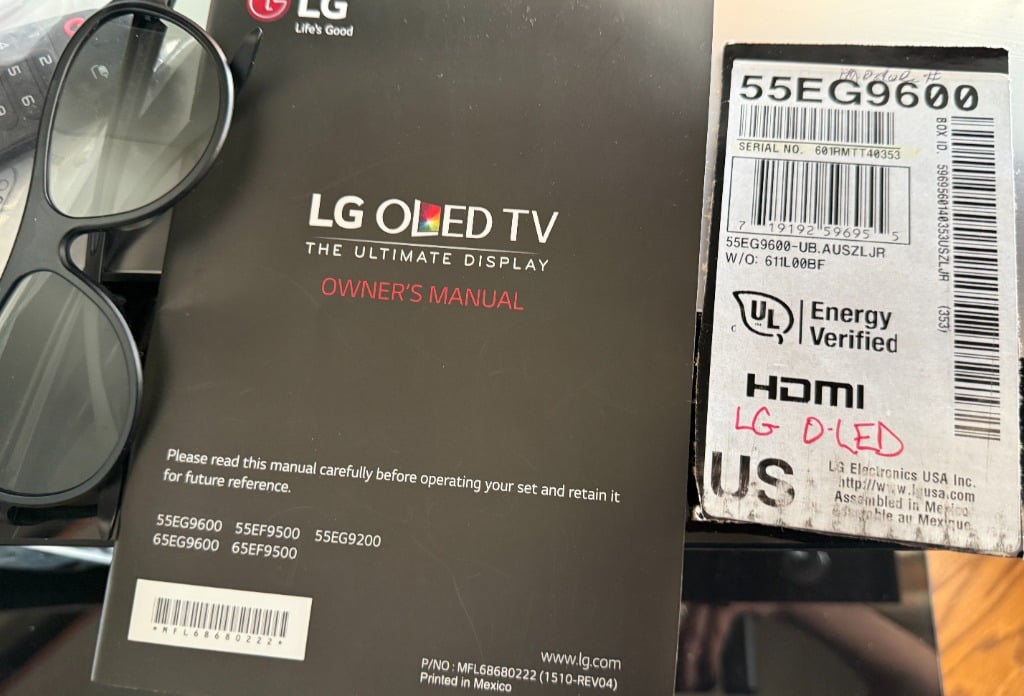 LG
Life's Good
LG OLED TV
THE ULTIMATE DISPLAY
OWNER'S MANUAL
Please read this manual carefully before operating your set and retain it
for future reference.
55EG9600 55EF9500 55EG9200
65EG9600 65EF9500
*MFL68680222*
www.lg.com
P/NO : MFL68680222 (1510-REV04)
Printed in Mexico
55EG9600
SERIAL NO. 601RMTT40353
7 19192 59695 5
55EG9600-UB.AUSZLJR
W/O: 611L00BF
BOX ID 5969560140353USZLJR (353)
UL
Energy
Verified
HDMI
LG O-LED
US
LG Electronics USA Inc.
http://www.lgusa.com
Assembled in Mexico
au Mexique
2
5
6